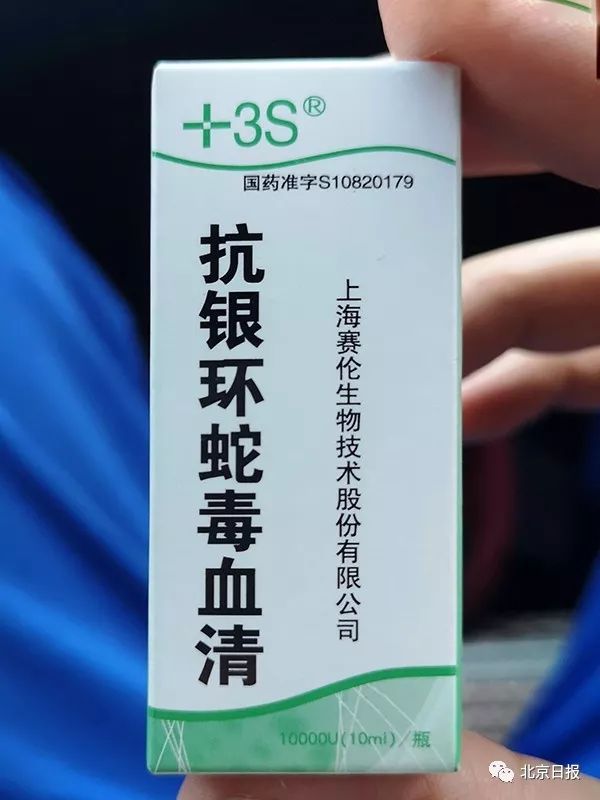 +3S®
国药准字S10820179
抗银环蛇毒血清
上海赛伦生物技术股份有限公司
10000U(10ml)/瓶
北京日报